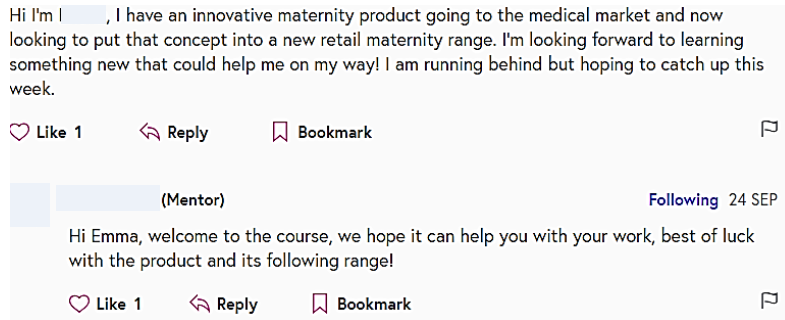 Hi I'm , I have an innovative maternity product going to the medical market and now
looking to put that concept into a new retail maternity range. I'm looking forward to learning
something new that could help me on my way! I am running behind but hoping to catch up this
week.
Like 1 Reply Bookmark
(Mentor) Following 24 SEP
Hi Emma, welcome to the course, we hope it can help you with your work, best of luck
with the product and its following range!
Like 1 Reply Bookmark